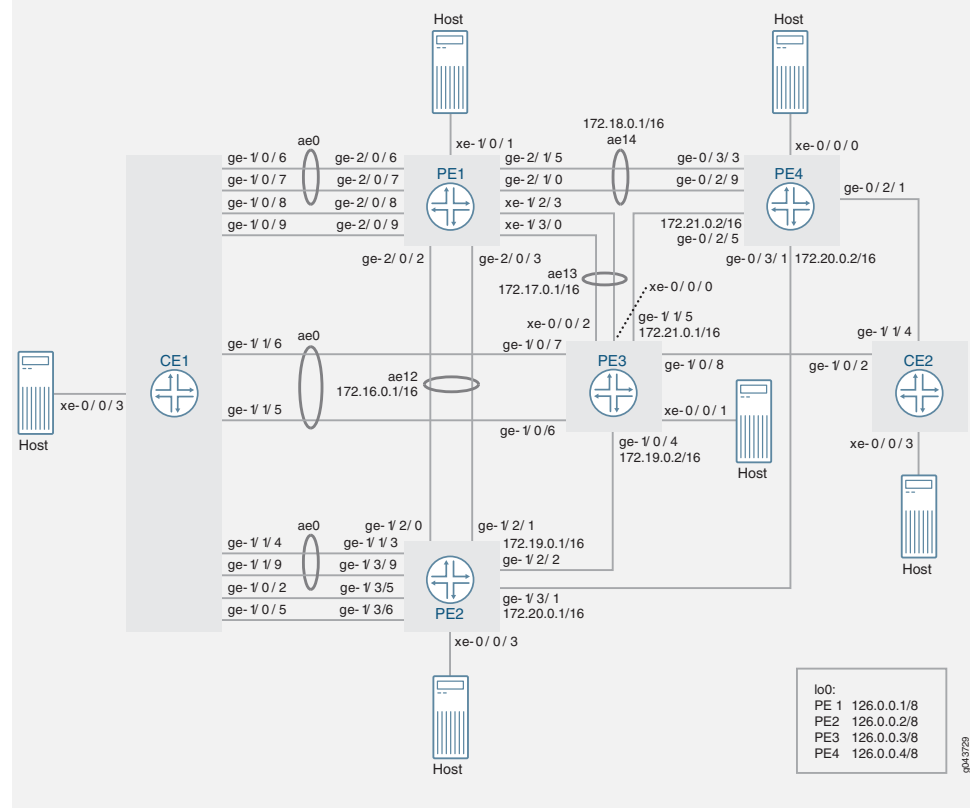 Host
Host
172.18.0.1/16
ae0
ae14
xe-1/0/1
xe-0/0/0
ge-1/0/6
ge-2/0/6
ge-2/1/5
ge-0/3/3
PE1
PE4
ge-1/0/7
ge-2/0/7
ge-2/1/0
ge-0/2/9
ge-0/2/1
ge-1/0/8
ge-2/0/8
xe-1/2/3
ge-1/0/9
ge-2/0/9
xe-1/3/0
172.21.0.2/16
ge-0/2/5
ge-2/0/2
ge-2/0/3
ge-0/3/1
172.20.0.2/16
ae13
172.17.0.1/16
xe-0/0/0
xe-0/0/2
ge-1/1/5
172.21.0.1/16
ge-1/1/4
ae0
ge-1/1/6
ge-1/0/7
CE1
PE3
CE2
ge-1/0/8
ge-1/0/2
ae12
172.16.0.1/16
xe-0/0/3
ge-1/1/5
xe-0/0/1
Host
ge-1/0/6
ge-1/0/4
172.19.0.2/16
xe-0/0/3
Host
ae0
ge-1/2/0
ge-1/2/1
ge-1/1/4
ge-1/1/3
172.19.0.1/16
ge-1/1/9
ge-1/3/9
ge-1/2/2
Host
ge-1/0/2
ge-1/3/5
ge-1/3/1
ge-1/0/5
ge-1/3/6
PE2
172.20.0.1/16
xe-0/0/3
Host
lo0:
PE 1 126.0.0.1/8
PE2 126.0.0.2/8
PE3 126.0.0.3/8
PE4 126.0.0.4/8
g043729